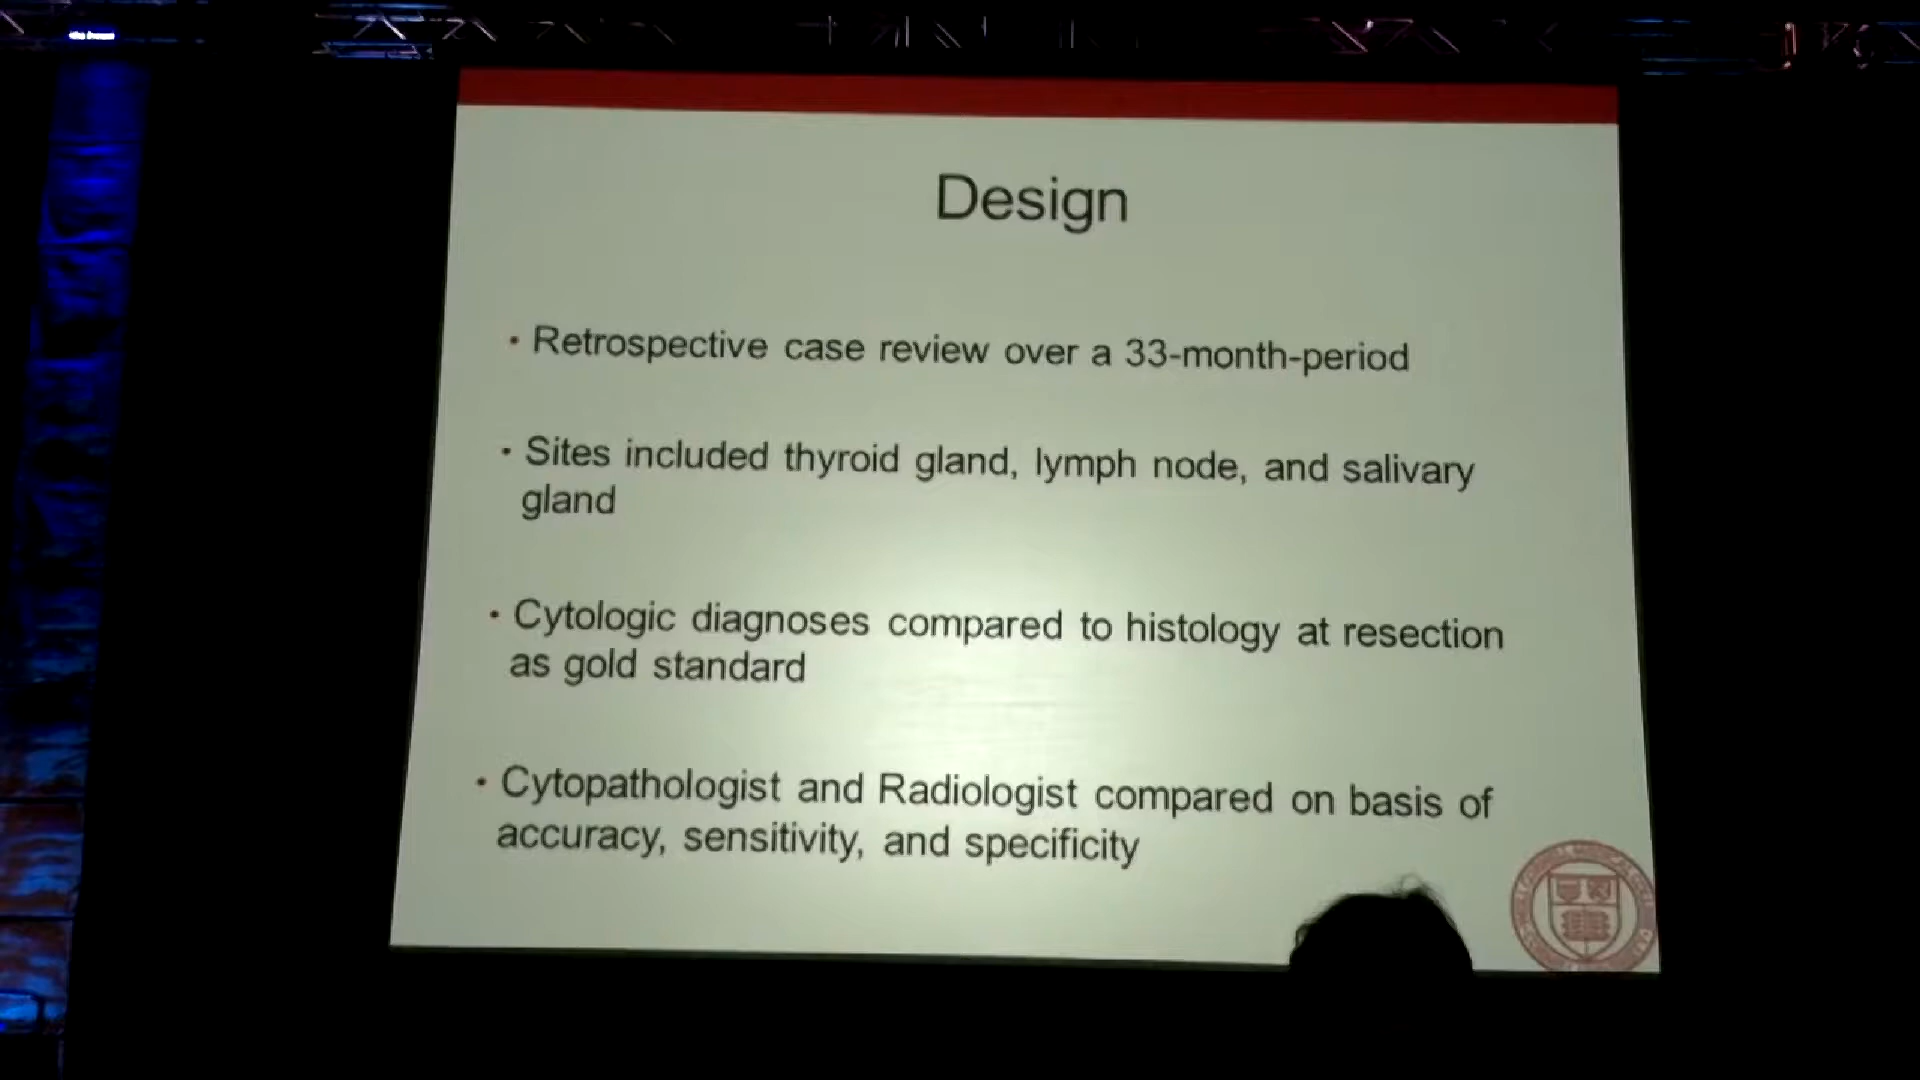 Design
• Retrospective case review over a 33-month-period
• Sites included thyroid gland, lymph node, and salivary
gland
• Cytologic diagnoses compared to histology at resection
as gold standard
• Cytopathologist and Radiologist compared on basis of
accuracy, sensitivity, and specificity